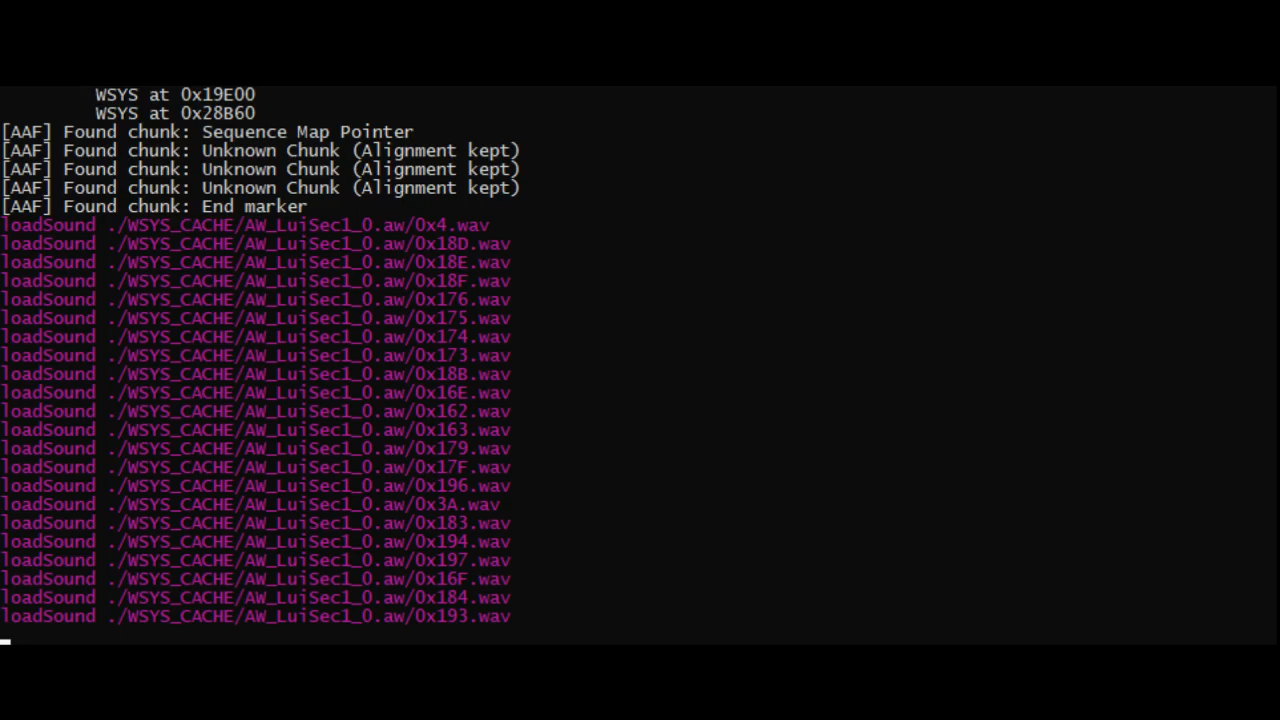 WSYS at 0x19E00
WSYS at 0x28B60
[AAF] Found chunk: Sequence Map Pointer
[AAF] Found chunk: Unknown Chunk (Alignment kept)
[AAF] Found chunk: Unknown Chunk (Alignment kept)
[AAF] Found chunk: Unknown Chunk (Alignment kept)
[AAF] Found chunk: End marker
loadSound ./WSYS_CACHE/AW_LuiSec1_0.aw/0x4.wav
loadSound ./WSYS_CACHE/AW_LuiSec1_0.aw/0x18D.wav
loadSound ./WSYS_CACHE/AW_LuiSec1_0.aw/0x18E.wav
loadSound ./WSYS_CACHE/AW_LuiSec1_0.aw/0x18F.wav
loadSound ./WSYS_CACHE/AW_LuiSec1_0.aw/0x176.wav
loadSound ./WSYS_CACHE/AW_LuiSec1_0.aw/0x175.wav
loadSound ./WSYS_CACHE/AW_LuiSec1_0.aw/0x174.wav
loadSound ./WSYS_CACHE/AW_LuiSec1_0.aw/0x173.wav
loadSound ./WSYS_CACHE/AW_LuiSec1_0.aw/0x18B.wav
loadSound ./WSYS_CACHE/AW_LuiSec1_0.aw/0x16E.wav
loadSound ./WSYS_CACHE/AW_LuiSec1_0.aw/0x162.wav
loadSound ./WSYS_CACHE/AW_LuiSec1_0.aw/0x163.wav
loadSound ./WSYS_CACHE/AW_LuiSec1_0.aw/0x179.wav
loadSound ./WSYS_CACHE/AW_LuiSec1_0.aw/0x17F.wav
loadSound ./WSYS_CACHE/AW_LuiSec1_0.aw/0x196.wav
loadSound ./WSYS_CACHE/AW_LuiSec1_0.aw/0x3A.wav
loadSound ./WSYS_CACHE/AW_LuiSec1_0.aw/0x183.wav
loadSound ./WSYS_CACHE/AW_LuiSec1_0.aw/0x194.wav
loadSound ./WSYS_CACHE/AW_LuiSec1_0.aw/0x197.wav
loadSound ./WSYS_CACHE/AW_LuiSec1_0.aw/0x16F.wav
loadSound ./WSYS_CACHE/AW_LuiSec1_0.aw/0x184.wav
loadSound ./WSYS_CACHE/AW_LuiSec1_0.aw/0x193.wav